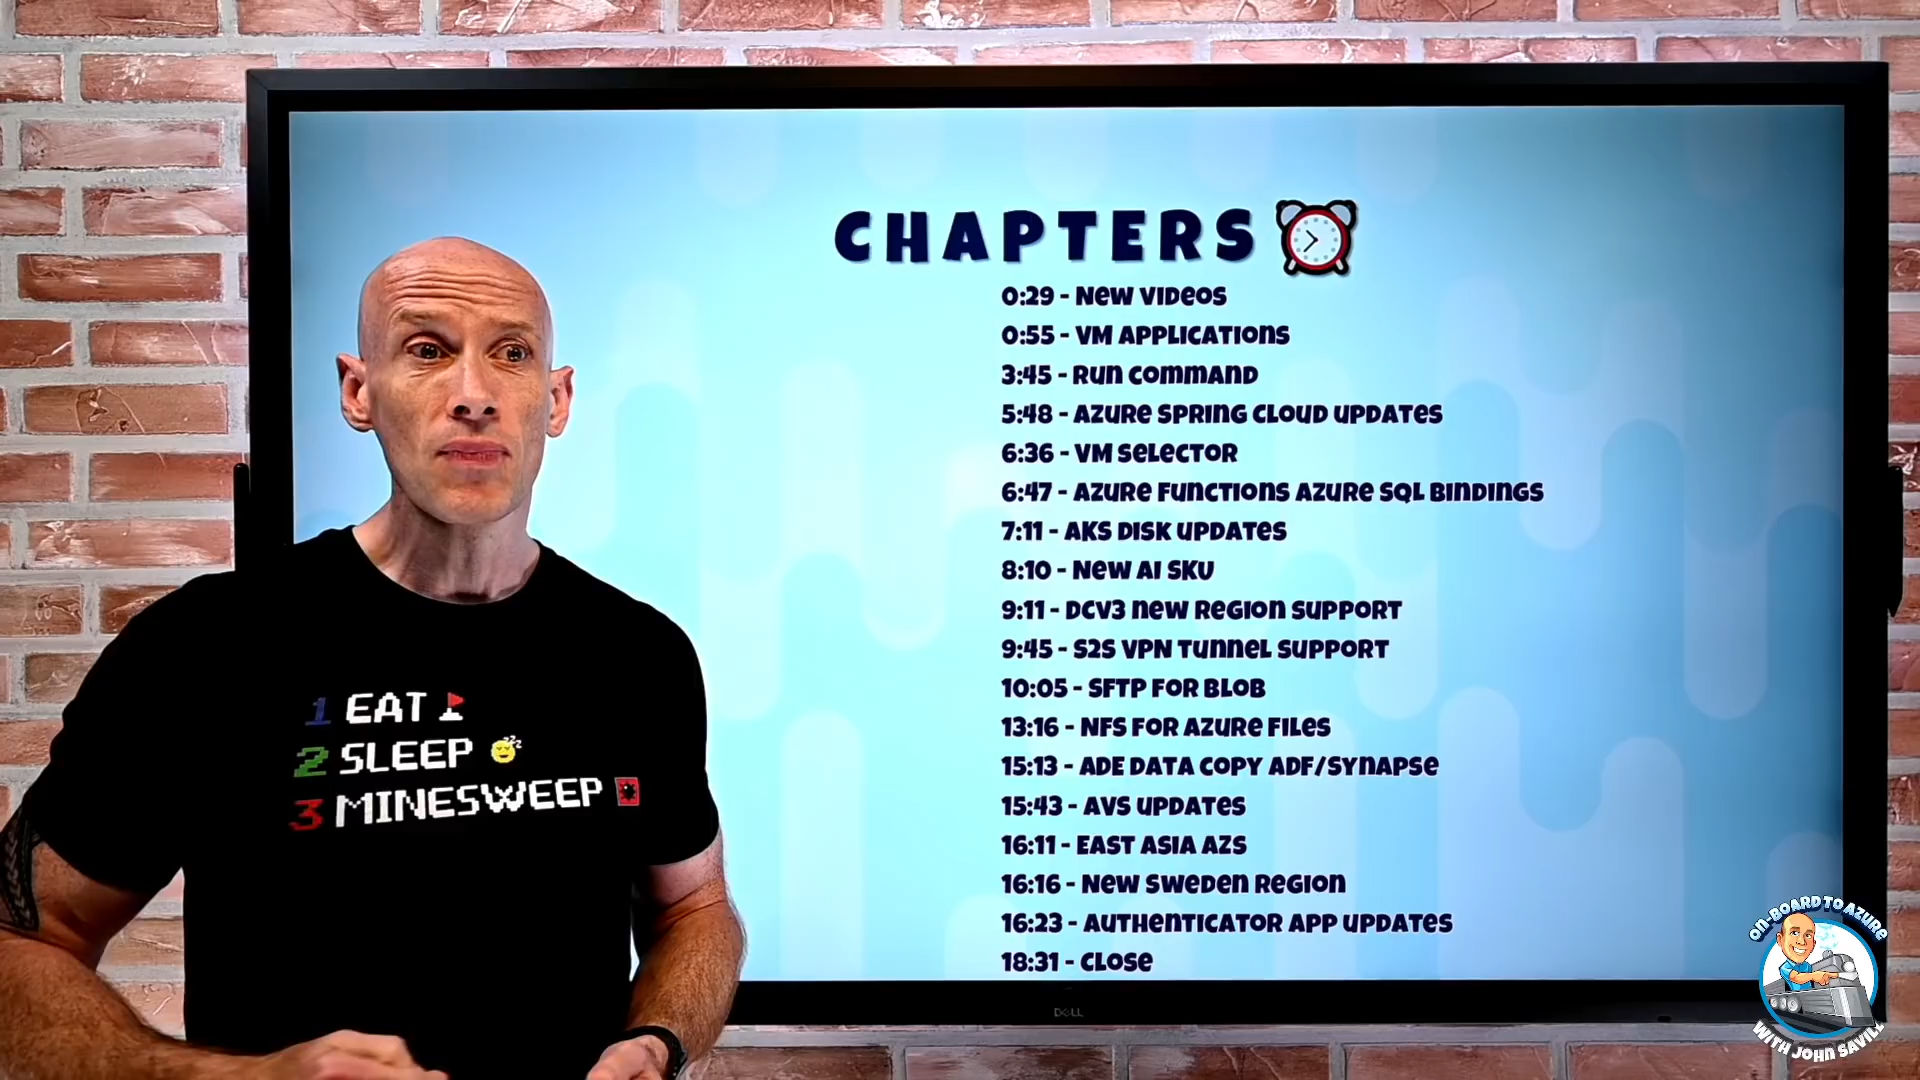 CHAPTERS
0:29 - New Videos
0:55 - VM Applications
3:45 - Run Command
5:48 - Azure Spring Cloud updates
6:36 - VM selector
6:47 - Azure Functions Azure SQL bindings
7:11 - AKS disk updates
8:10 - New AI SKU
9:11 - DCv3 new region support
9:45 - S2S VPN tunnel support
10:05 - SFTP for Blob
13:16 - NFS for Azure Files
15:13 - ADE data copy ADF/Synapse
15:43 - AVS updates
16:11 - East Asia AZs
16:16 - New Sweden region
16:23 - Authenticator app updates
18:31 - Close
1 EAT
2 SLEEP
3 MINESWEEP
DELL
ON-BOARD TO AZURE
WITH JOHN SAVILL